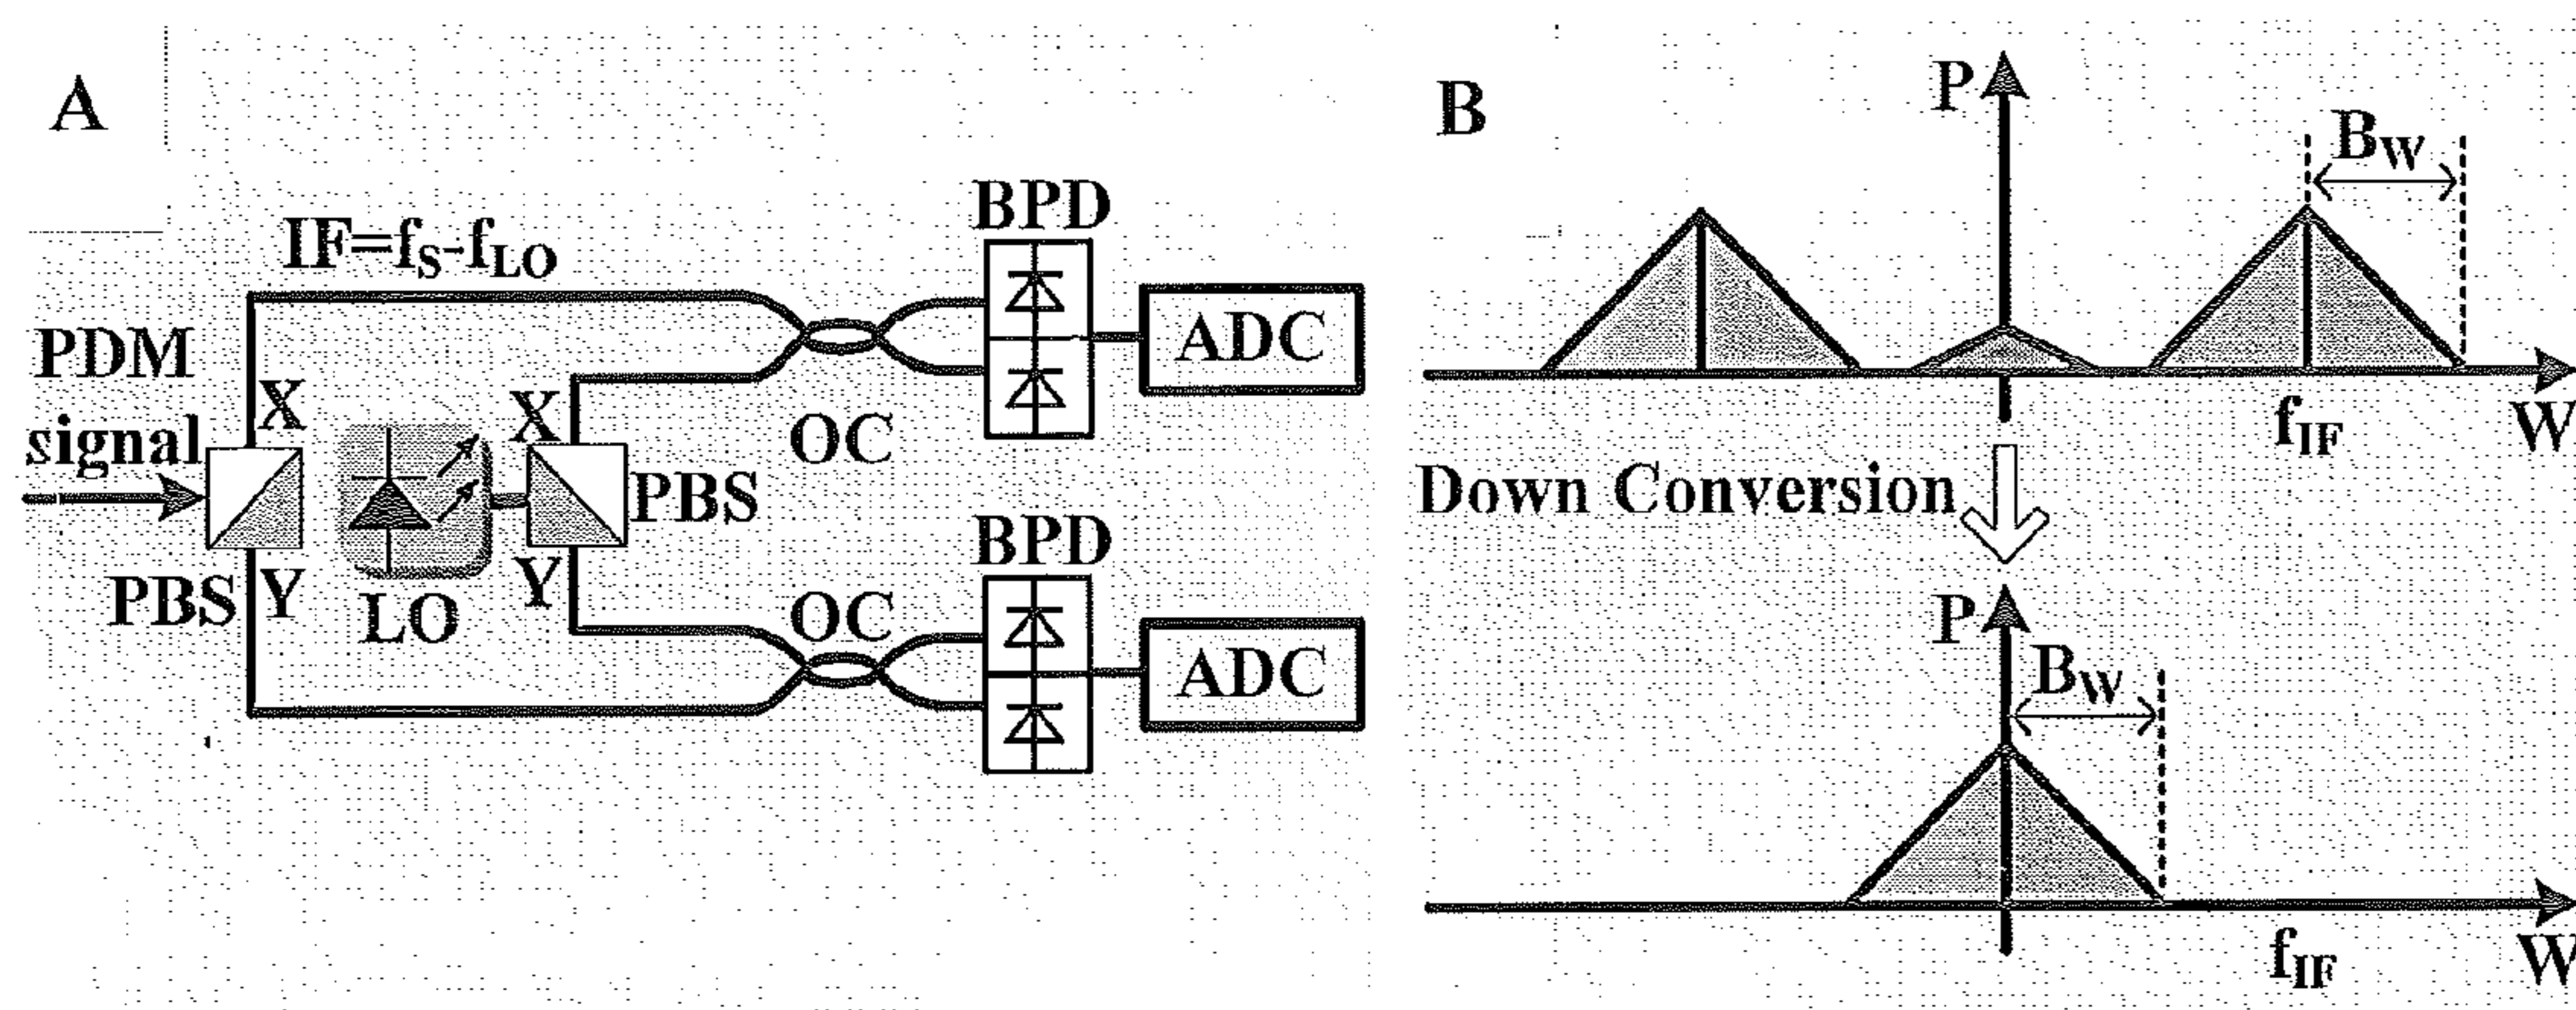 A
IF=fS-fLO
BPD
PDM
signal
X
X
ADC
OC
PBS
PBS
Y
LO
Y
BPD
OC
ADC
B
P
BW
fIF
W
Down Conversion
P
BW
fIF
W